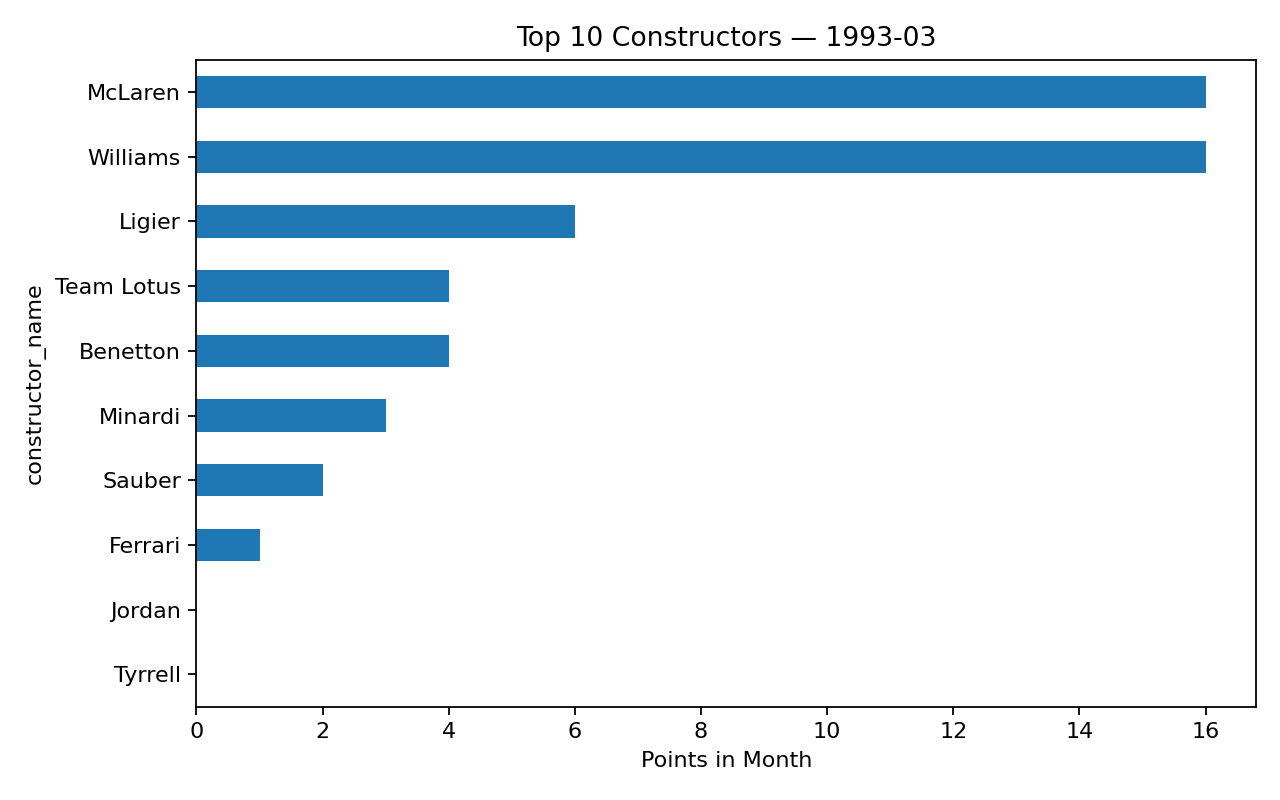 Top 10 Constructors — 1993-03
McLaren
Williams
Ligier
Team Lotus
Benetton
Minardi
Sauber
Ferrari
Jordan
Tyrrell
constructor_name
0 2 4 6 8 10 12 14 16
Points in Month